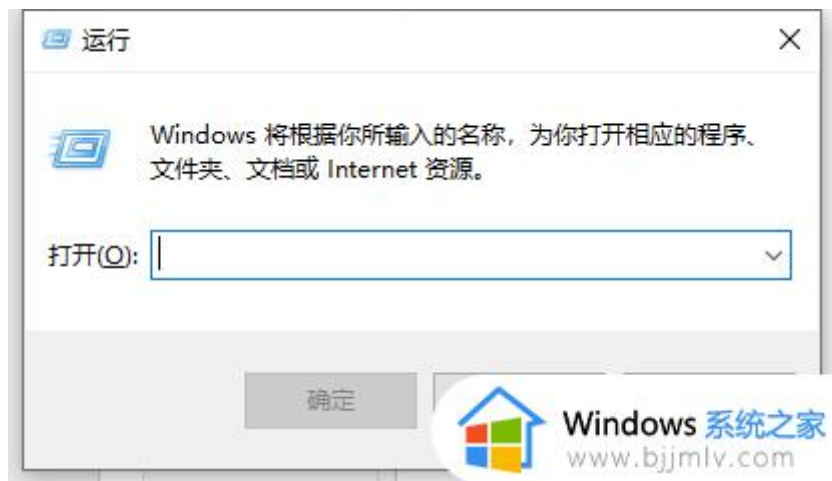 运行
Windows 将根据你所输入的名称，为你打开相应的程序、
文件夹、文档或 Internet 资源。
打开(O):
确定
Windows 系统之家
www.bjjmlv.com